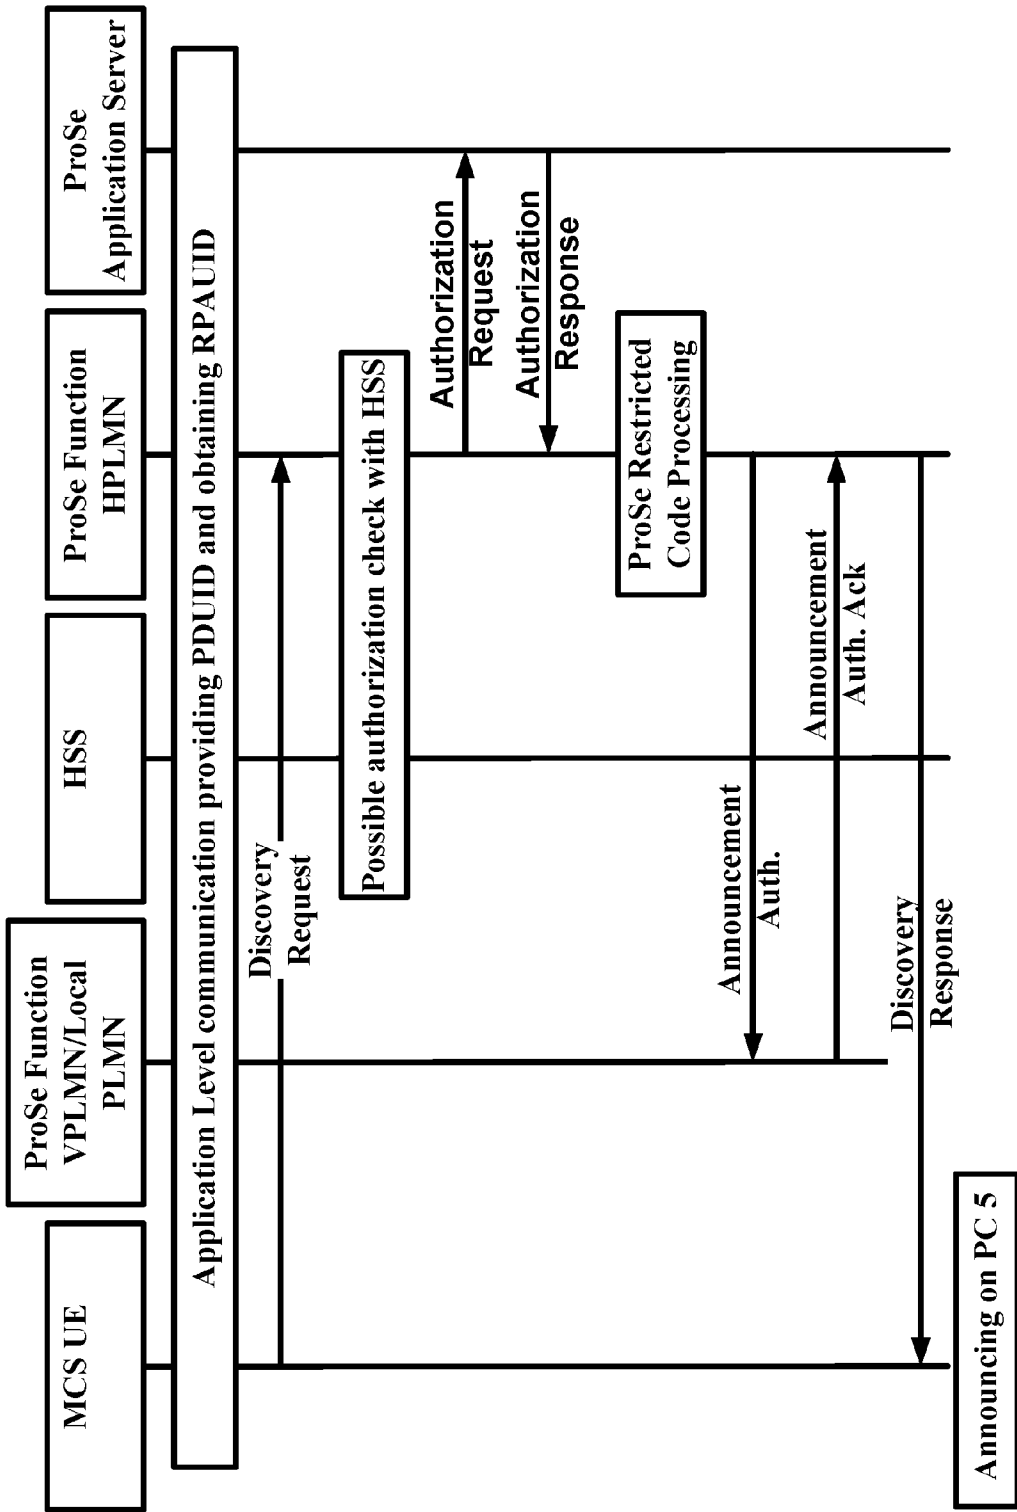 MCS UE
ProSe Function
VPLMN/Local
PLMN
HSS
ProSe Function
HPLMN
ProSe
Application Server
Application Level communication providing PDUID and obtaining RPAUID
Discovery
Request
Possible authorization check with HSS
Authorization
Request
Authorization
Response
ProSe Restricted
Code Processing
Announcement
Auth.
Announcement
Auth. Ack
Discovery
Response
Announcing on PC 5